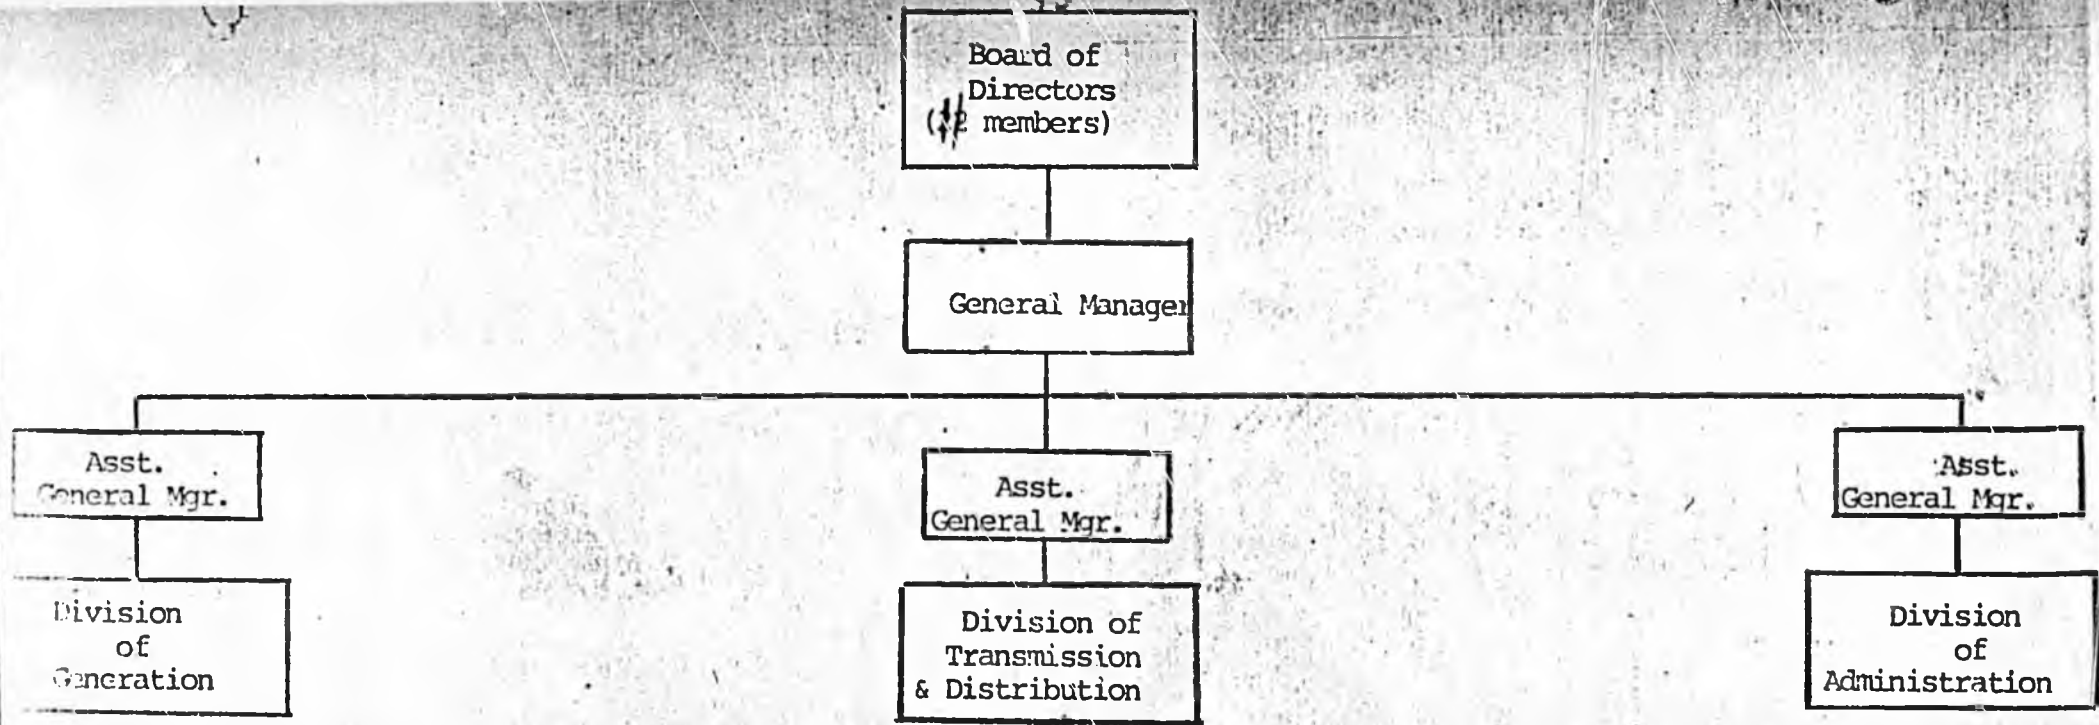 Board of
Directors
members)
General Manager
Asst.
General Mgr.
Asst.
General Mgr.
Asst.
General Mgr.
Division
of
Generation
Division of
Transmission
& Distribution
Division
of
Administration